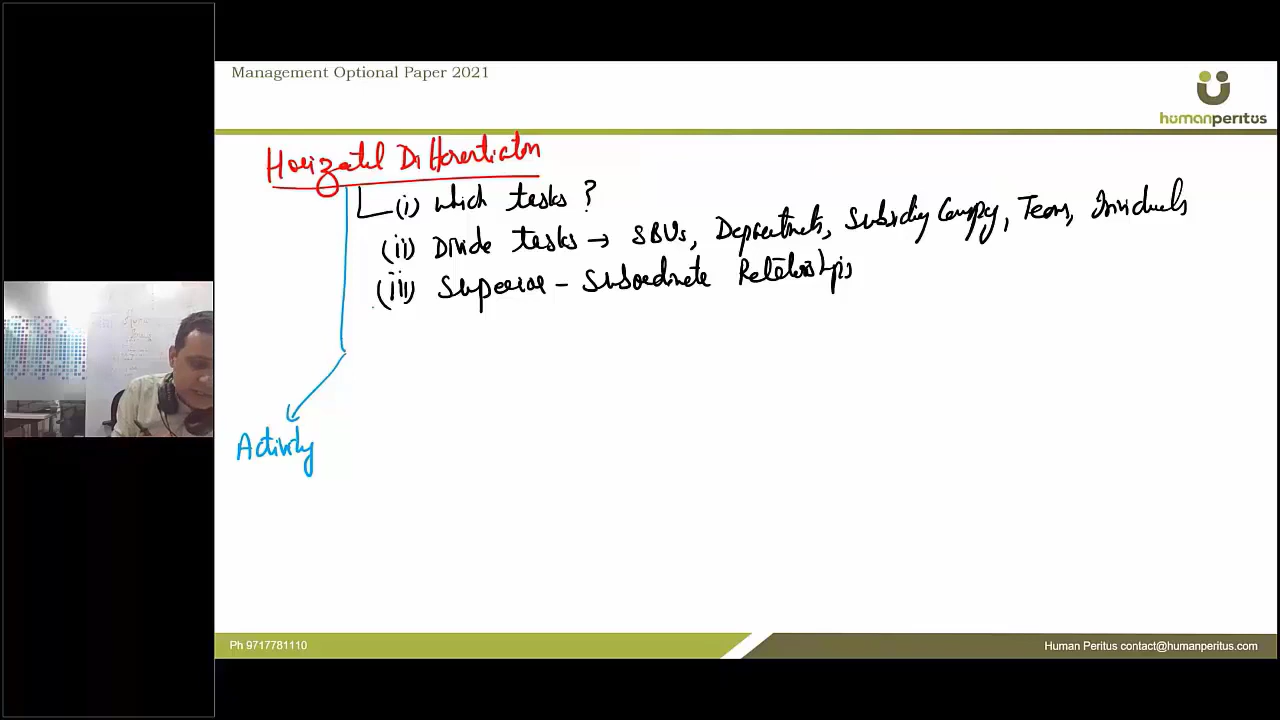 Management Optional Paper 2021
humanperitus
Horizontal Differentiation
(i) which tasks ?
(ii) Divide tasks → SBUs, Departments, Subsidiary Company, Teams, Individuals
(iii) Superior - Subordinate Relationships
Activity
Ph 9717781110
Human Peritus contact@humanperitus.com